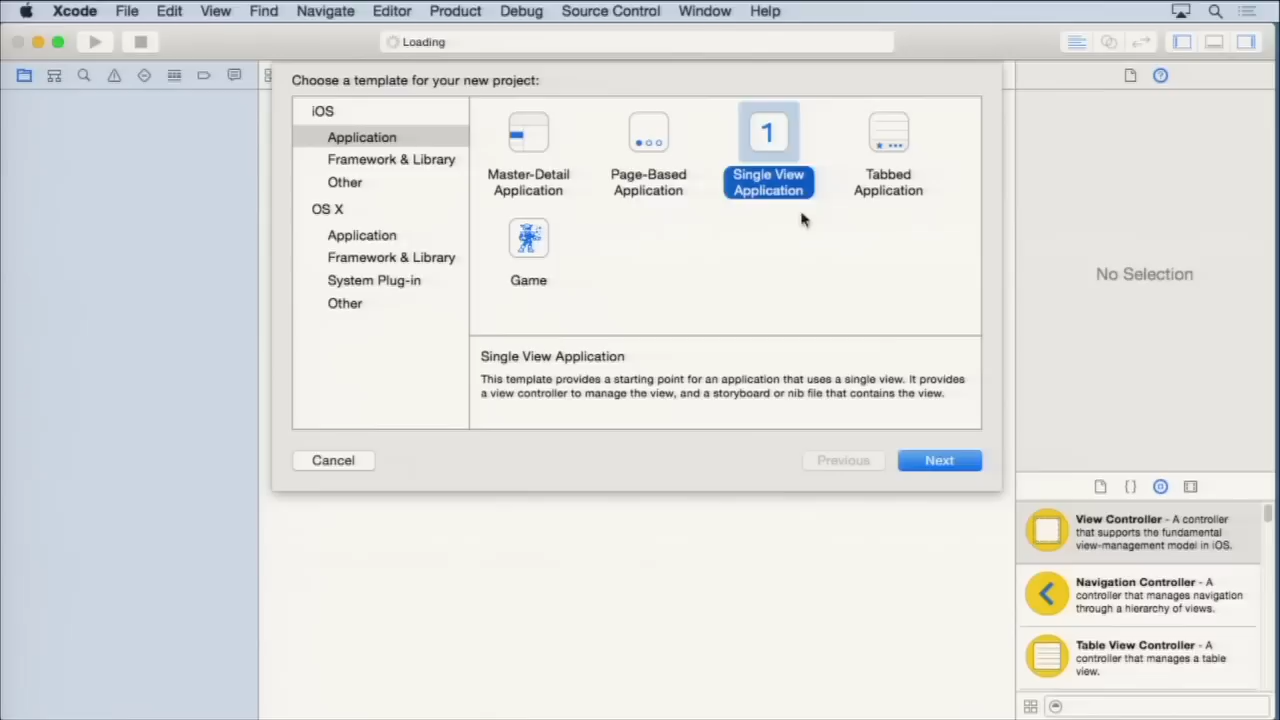 Xcode File Edit View Find Navigate Editor Product Debug Source Control Window Help
Loading
Choose a template for your new project:
iOS
Application
Framework & Library
Other
OS X
Application
Framework & Library
System Plug-in
Other
Master-Detail
Application
Page-Based
Application
1
Single View
Application
Tabbed
Application
Game
Single View Application
This template provides a starting point for an application that uses a single view. It provides
a view controller to manage the view, and a storyboard or nib file that contains the view.
Cancel
Previous
Next
No Selection
View Controller - A controller
that supports the fundamental
view-management model in iOS.
Navigation Controller - A
controller that manages navigation
through a hierarchy of views.
Table View Controller - A
controller that manages a table
view.